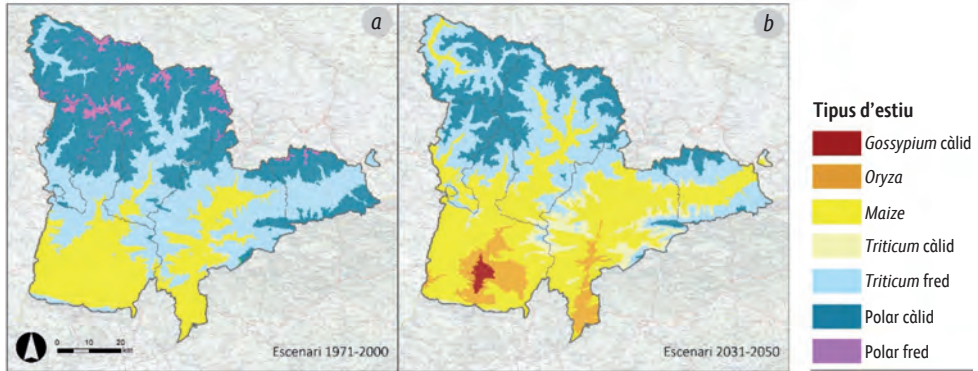 a
b
0 10 20
km
Escenari 1971-2000
Escenari 2031-2050
Tipus d'estiu
Gossypium càlid
Oryza
Maize
Triticum càlid
Triticum fred
Polar càlid
Polar fred